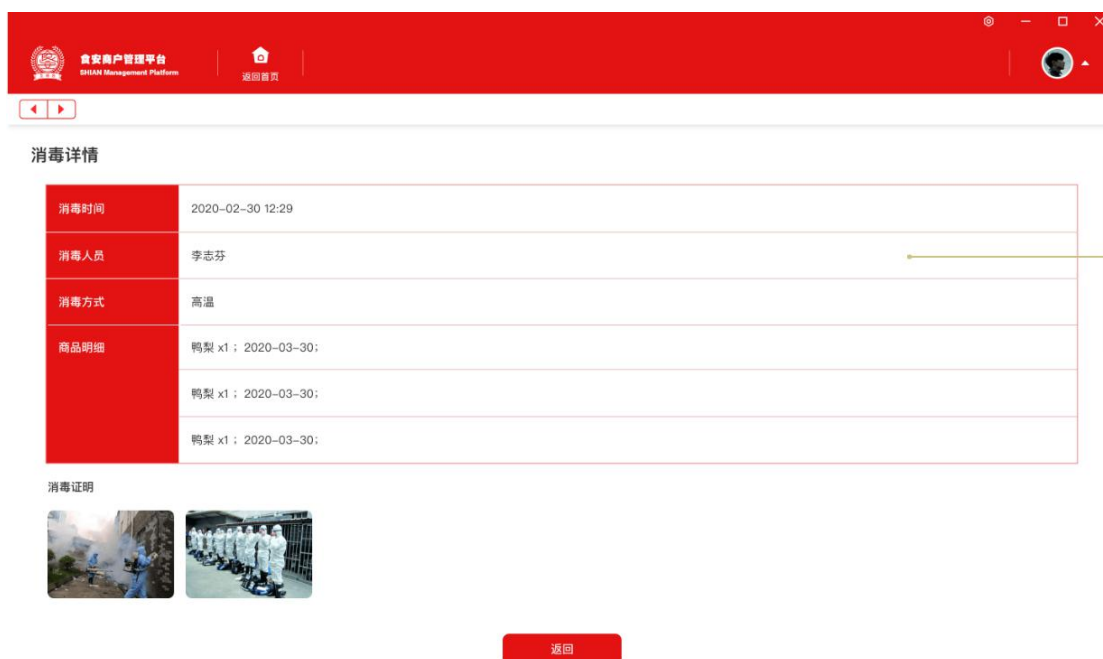 食安商户管理平台
SHIAN Management Platform
返回首页
消毒详情
消毒时间
2020-02-30 12:29
消毒人员
李志芬
消毒方式
高温
商品明细
鸭梨 x1； 2020-03-30;
鸭梨 x1； 2020-03-30;
鸭梨 x1； 2020-03-30;
消毒证明
返回